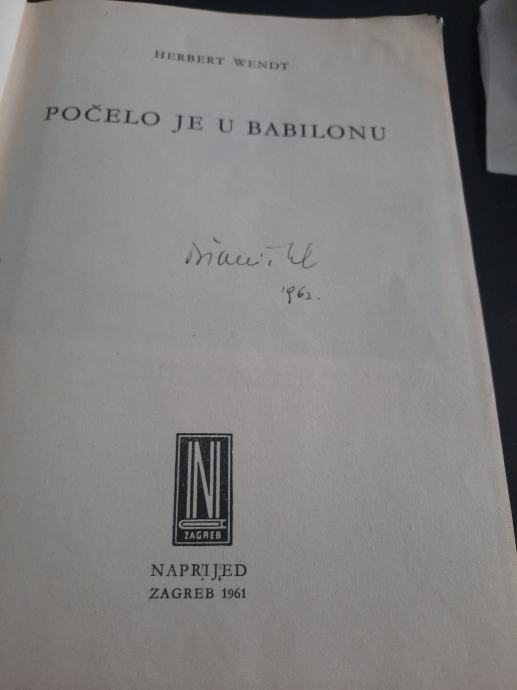 HERBERT WENDT
POČELO JE U BABILONU
1962.
N
ZAGREB
NAPRIJED
ZAGREB 1961